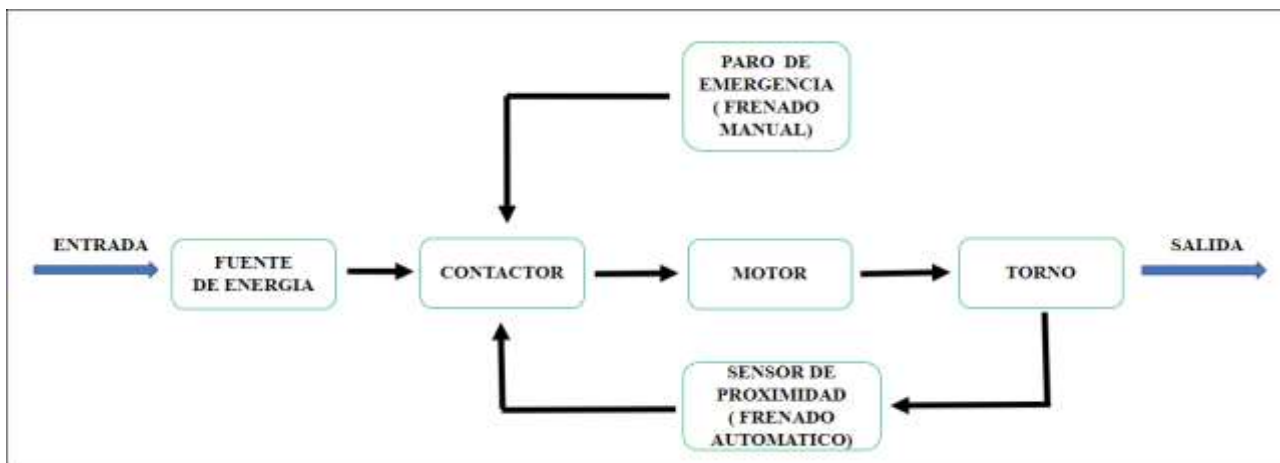 PARO DE
EMERGENCIA
( FRENADO
MANUAL)
ENTRADA
FUENTE
DE ENERGIA
CONTACTOR
MOTOR
TORNO
SALIDA
SENSOR DE
PROXIMIDAD
( FRENADO
AUTOMATICO)